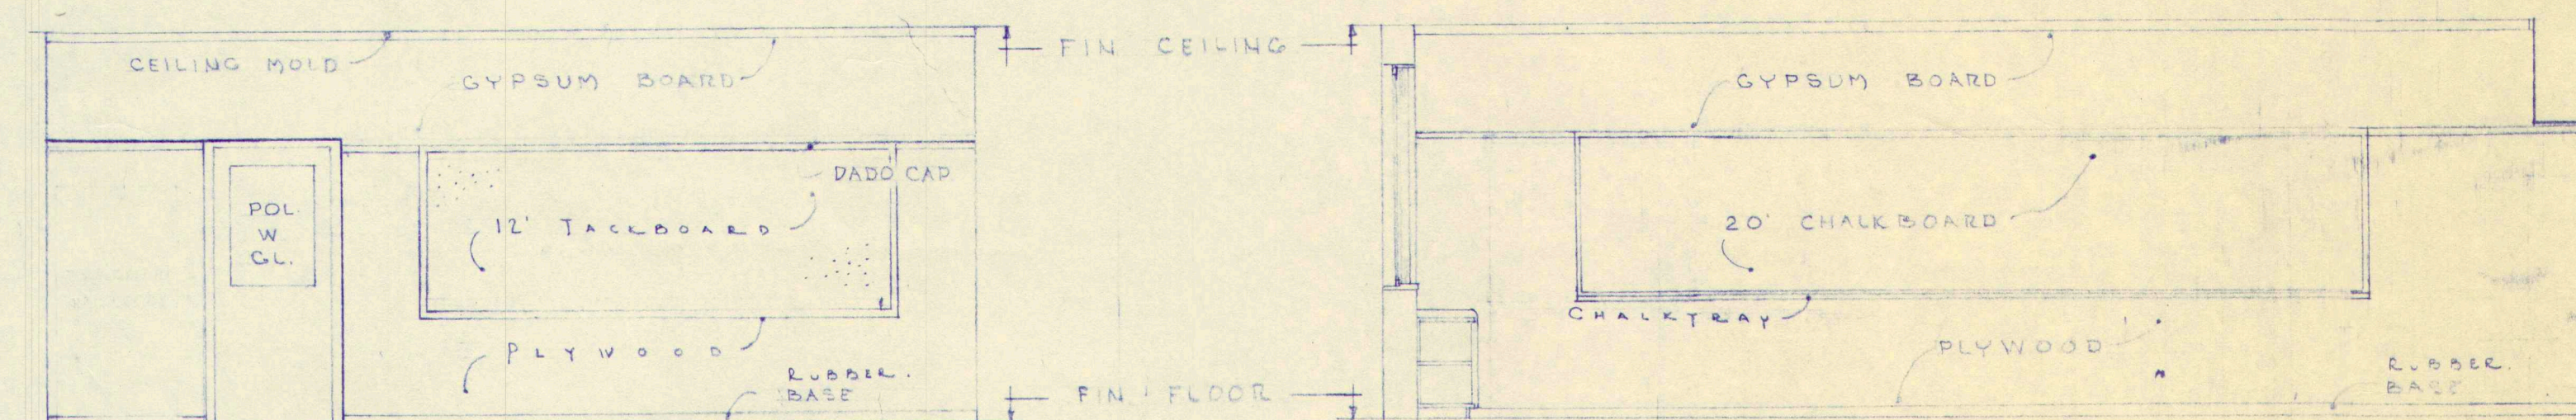 CEILING MOLD
GYPSUM BOARD
FIN CEILING
GYPSUM BOARD
POL.
W
GL.
DADO CAP
12' TACKBOARD
20' CHALKBOARD
CHALKTRAY
PLYWOOD
PLYWOOD
RUBBER.
BASE
FIN FLOOR
RUBBER.
BASE